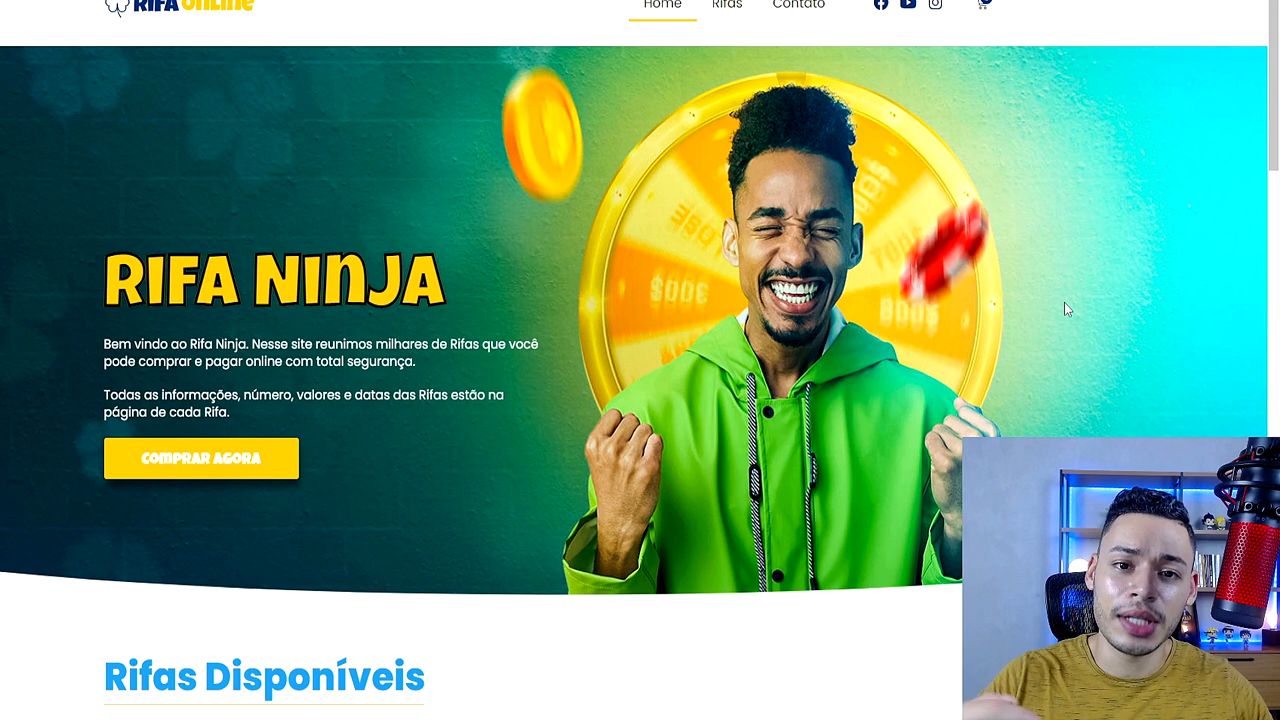 RIFA Online
Home Rifas Contato
RIFA NINJA
Bem vindo ao Rifa Ninja. Nesse site reunimos milhares de Rifas que você
pode comprar e pagar online com total segurança.
Todas as informações, número, valores e datas das Rifas estão na
página de cada Rifa.
COMPRAR AGORA
Rifas Disponíveis